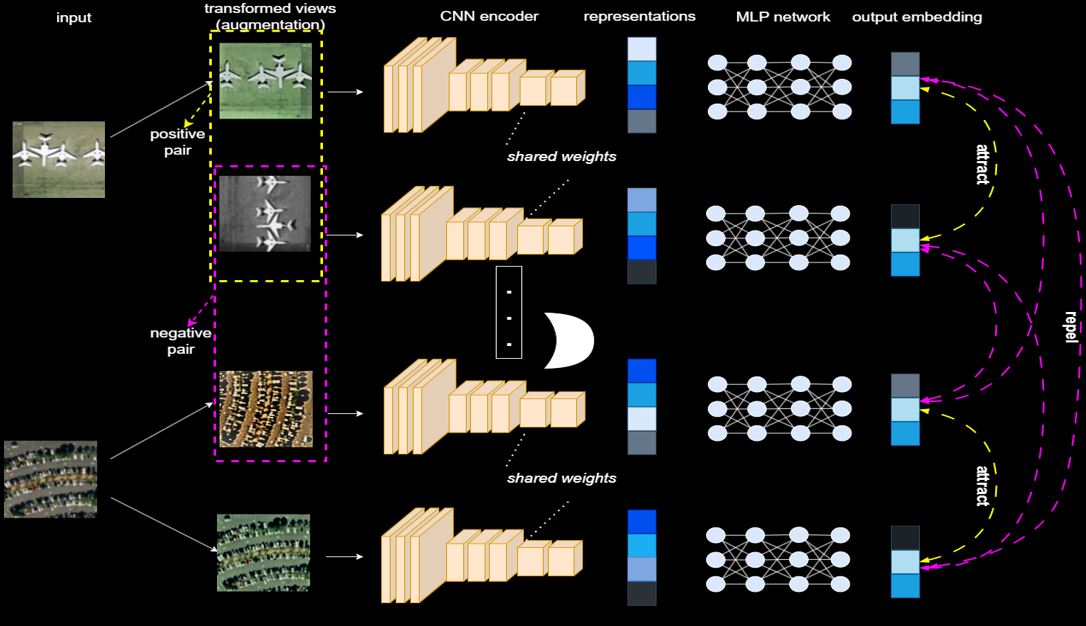 input
transformed views
(augmentation)
CNN encoder
representations
MLP network
output embedding
positive
pair
shared weights
attract
negative
pair
repel
shared weights
attract